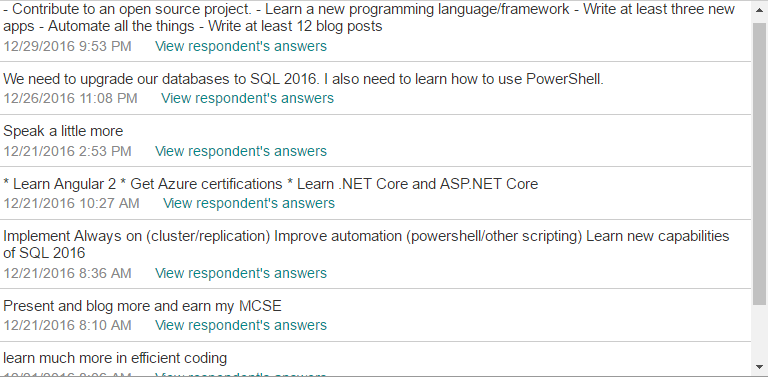 - Contribute to an open source project. - Learn a new programming language/framework - Write at least three new
apps - Automate all the things - Write at least 12 blog posts
12/29/2016 9:53 PM View respondent's answers
We need to upgrade our databases to SQL 2016. I also need to learn how to use PowerShell.
12/26/2016 11:08 PM View respondent's answers
Speak a little more
12/21/2016 2:53 PM View respondent's answers
* Learn Angular 2 * Get Azure certifications * Learn .NET Core and ASP.NET Core
12/21/2016 10:27 AM View respondent's answers
Implement Always on (cluster/replication) Improve automation (powershell/other scripting) Learn new capabilities
of SQL 2016
12/21/2016 8:36 AM View respondent's answers
Present and blog more and earn my MCSE
12/21/2016 8:10 AM View respondent's answers
learn much more in efficient coding
View respondent's answers